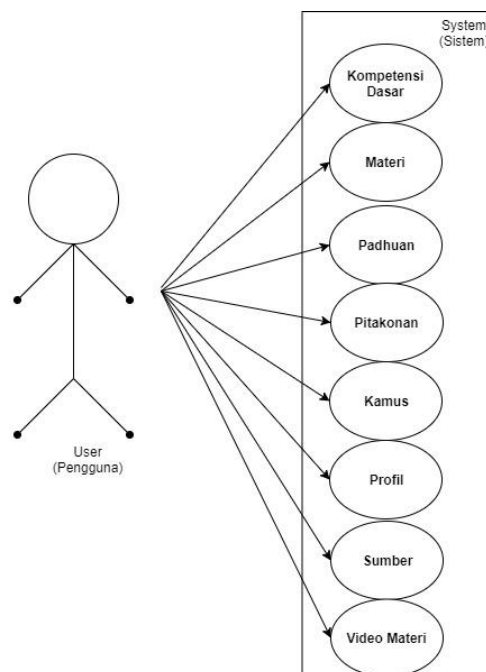 System
(Sistem)
Kompetensi
Dasar
Materi
Padhuan
Pitakonan
Kamus
Profil
Sumber
Video Materi
User
(Pengguna)